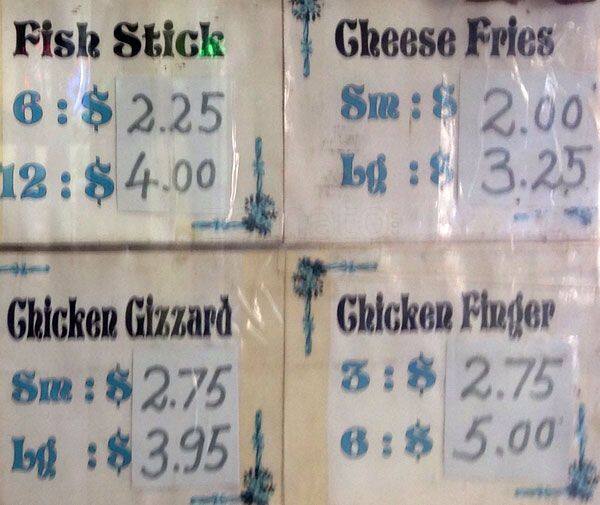 Fish Stick
6 : $ 2.25
12 : $ 4.00
Cheese Fries
Sm : $ 2.00
Lg : $ 3.25
Chicken Gizzard
Sm : $ 2.75
Lg : $ 3.95
Chicken Finger
3 : $ 2.75
6 : $ 5.00